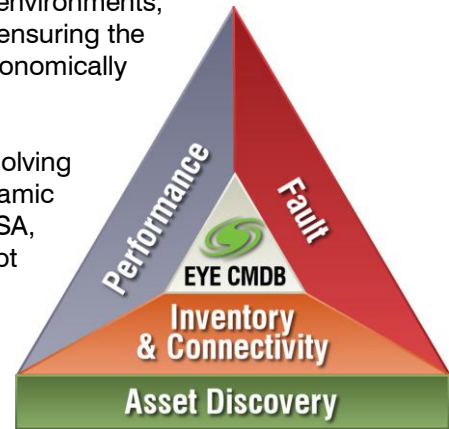 environments,
ensuring the
onomically
olving
amic
SA,
ot
Performance
Fault
EYE CMDB
Inventory
& Connectivity
Asset Discovery